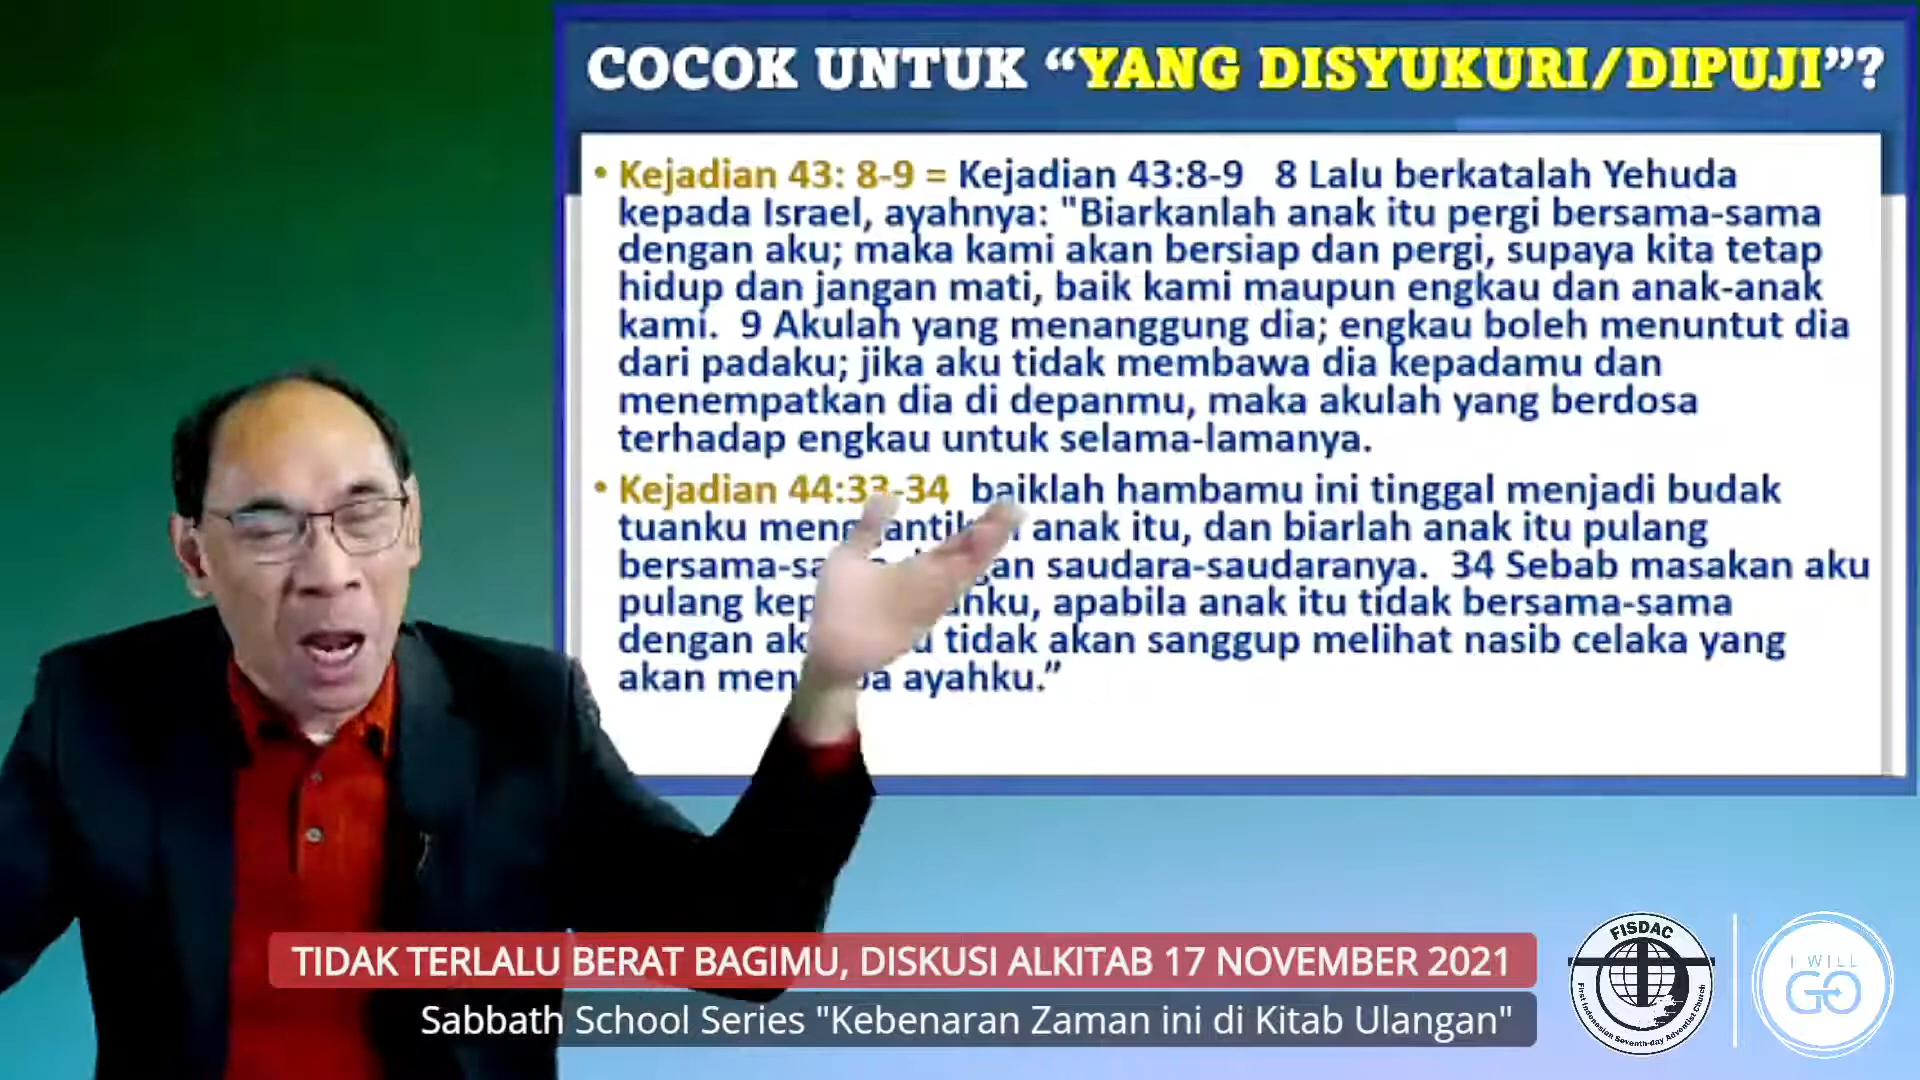 COCOK UNTUK “YANG DISYUKURI/DIPUJI”?
• Kejadian 43: 8-9 = Kejadian 43:8-9 8 Lalu berkatalah Yehuda
kepada Israel, ayahnya: "Biarkanlah anak itu pergi bersama-sama
dengan aku; maka kami akan bersiap dan pergi, supaya kita tetap
hidup dan jangan mati, baik kami maupun engkau dan anak-anak
kami. 9 Akulah yang menanggung dia; engkau boleh menuntut dia
dari padaku; jika aku tidak membawa dia kepadamu dan
menempatkan dia di depanmu, maka akulah yang berdosa
terhadap engkau untuk selama-lamanya.
• Kejadian 44:33-34 baiklah hambamu ini tinggal menjadi budak
tuanku anak itu, dan biarlah anak itu pulang
saudara-saudaranya. 34 Sebab masakan aku
pulang apabila anak itu tidak bersama-sama
dengan tidak akan sanggup melihat nasib celaka yang
akan ayahku.”
TIDAK TERLALU BERAT BAGIMU, DISKUSI ALKITAB 17 NOVEMBER 2021
Sabbath School Series "Kebenaran Zaman ini di Kitab Ulangan"
FISDAC
First Indonesian Seventh-day Adventist Church
I WILL
GO